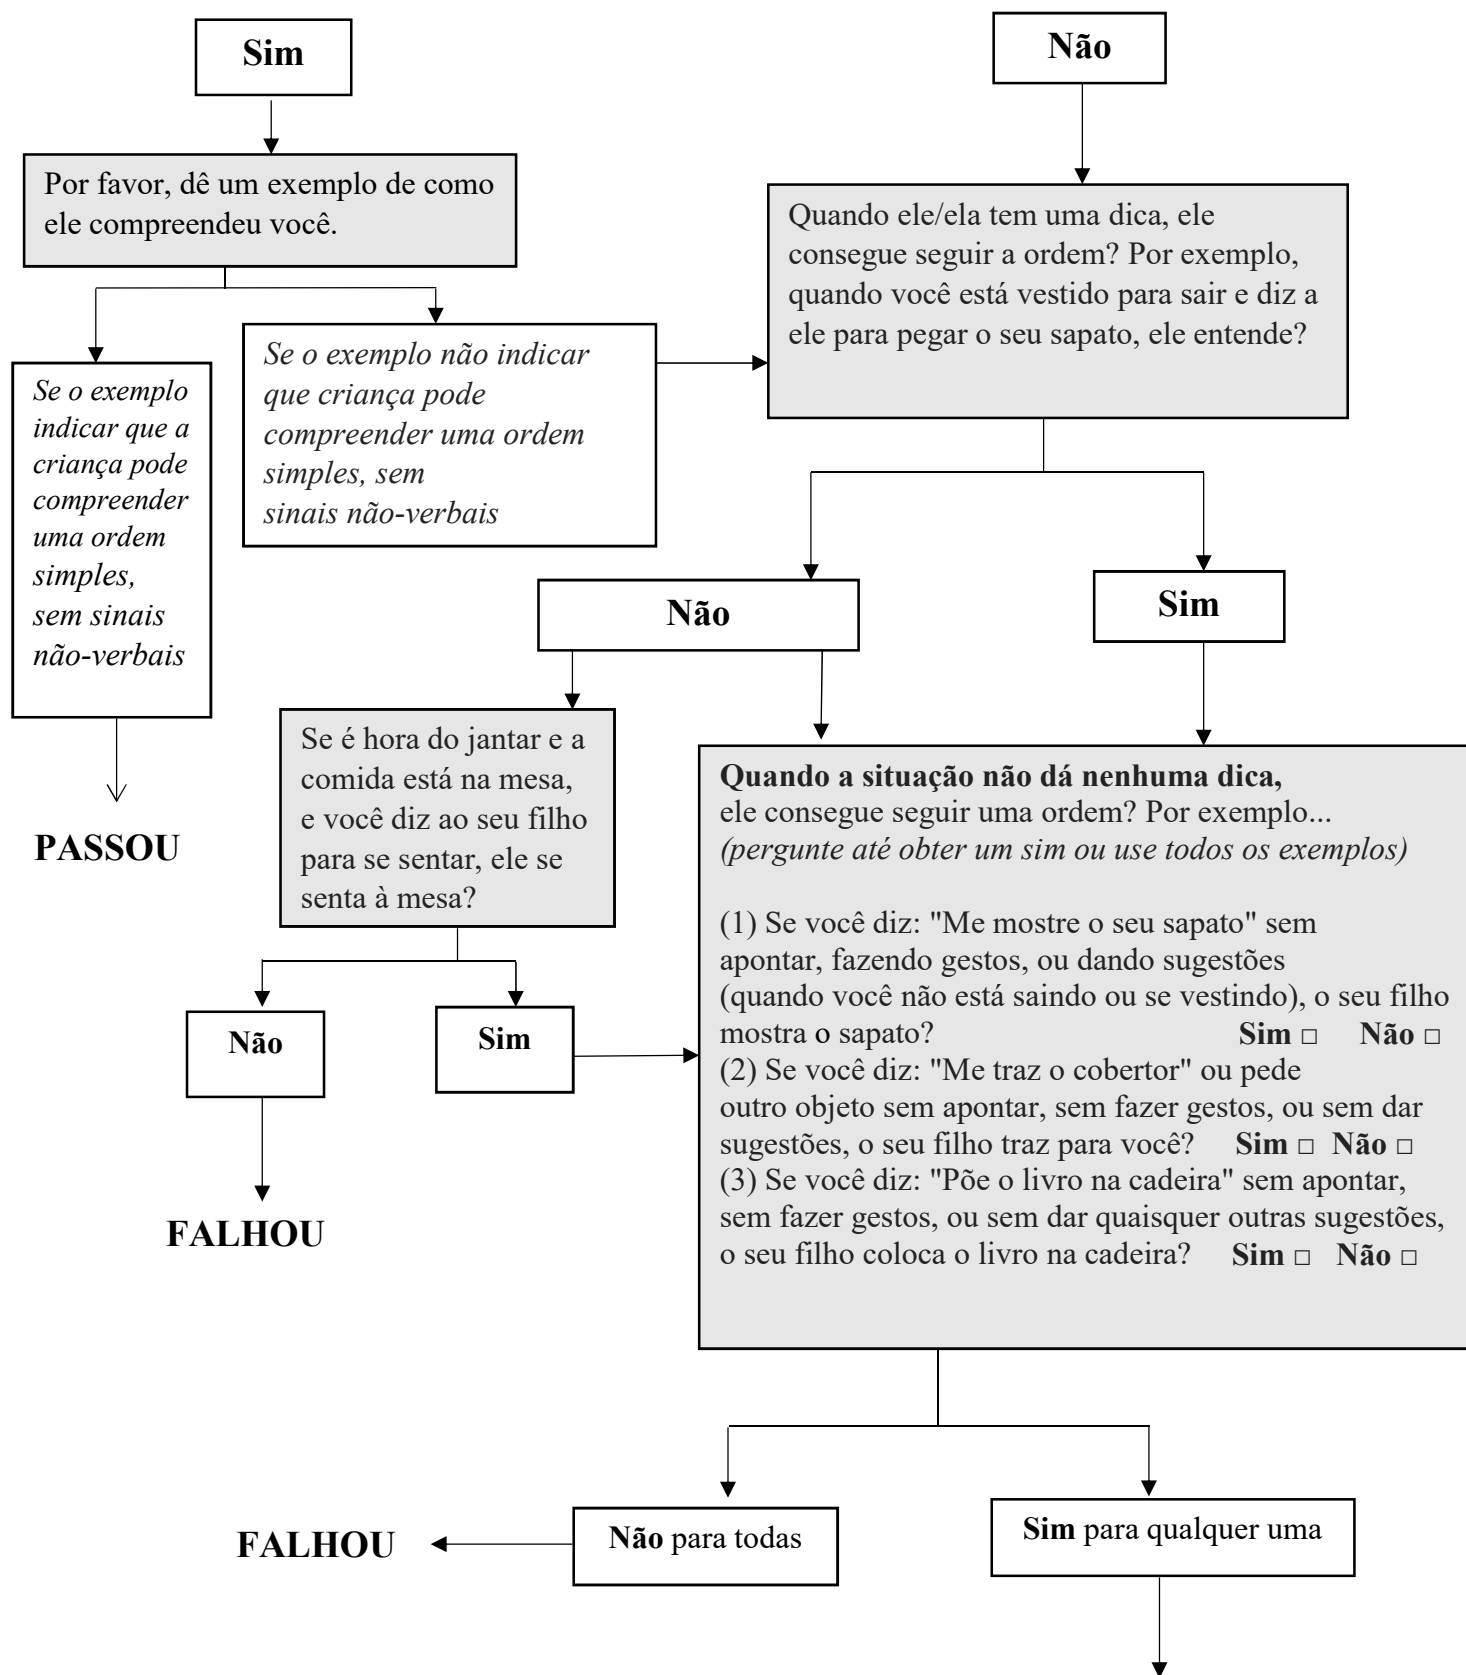 Sim
Não
Por favor, dê um exemplo de como
ele compreendeu você.
Quando ele/ela tem uma dica, ele
consegue seguir a ordem? Por exemplo,
quando você está vestido para sair e diz a
ele para pegar o seu sapato, ele entende?
Se o exemplo
indicar que a
criança pode
compreender
uma ordem
simples,
sem sinais
não-verbais
Se o exemplo não indicar
que criança pode
compreender uma ordem
simples, sem
sinais não-verbais
Não
Sim
PASSOU
Se é hora do jantar e a
comida está na mesa,
e você diz ao seu filho
para se sentar, ele se
senta à mesa?
Quando a situação não dá nenhuma dica,
ele consegue seguir uma ordem? Por exemplo...
(pergunte até obter um sim ou use todos os exemplos)
(1) Se você diz: "Me mostre o seu sapato" sem
apontar, fazendo gestos, ou dando sugestões
(quando você não está saindo ou se vestindo), o seu filho
mostra o sapato? Sim □ Não □
(2) Se você diz: "Me traz o cobertor" ou pede
outro objeto sem apontar, sem fazer gestos, ou sem dar
sugestões, o seu filho traz para você? Sim □ Não □
(3) Se você diz: "Põe o livro na cadeira" sem apontar,
sem fazer gestos, ou sem dar quaisquer outras sugestões,
o seu filho coloca o livro na cadeira? Sim □ Não □
Não
Sim
FALHOU
FALHOU
Não para todas
Sim para qualquer uma